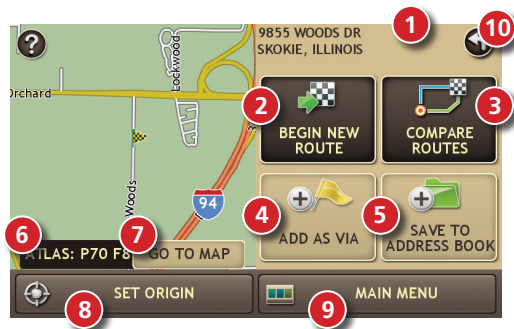 ?
9855 WOODS DR
SKOKIE, ILLINOIS
1
10
Lockwood
Orchard
Woods
94
2
BEGIN NEW
ROUTE
3
COMPARE
ROUTES
4
ADD AS VIA
5
SAVE TO
ADDRESS BOOK
6
ATLAS: P70 F8
7
GO TO MAP
8
SET ORIGIN
9
MAIN MENU